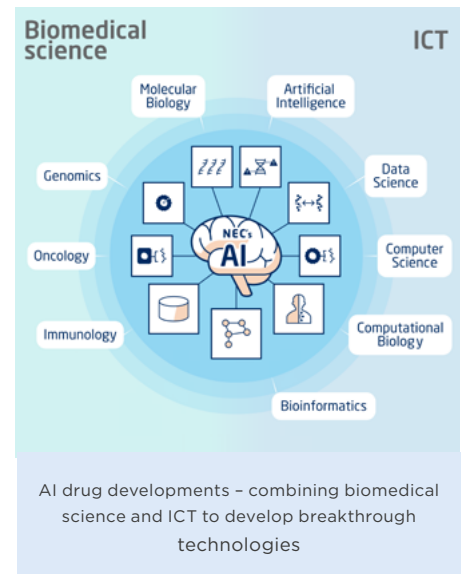 Biomedical
science
ICT
Molecular
Biology
Artificial
Intelligence
Genomics
Data
Science
NEC's
AI
Oncology
Computer
Science
Immunology
Computational
Biology
Bioinformatics
AI drug developments – combining biomedical
science and ICT to develop breakthrough
technologies